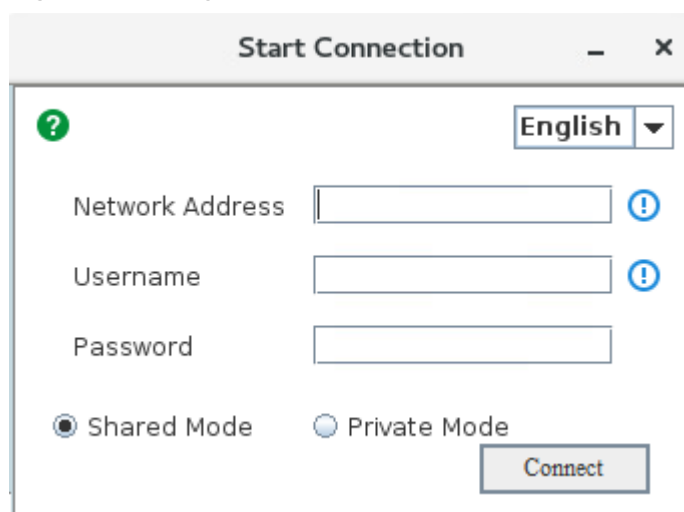 Start Connection
English
Network Address
Username
Password
Shared Mode
Private Mode
Connect